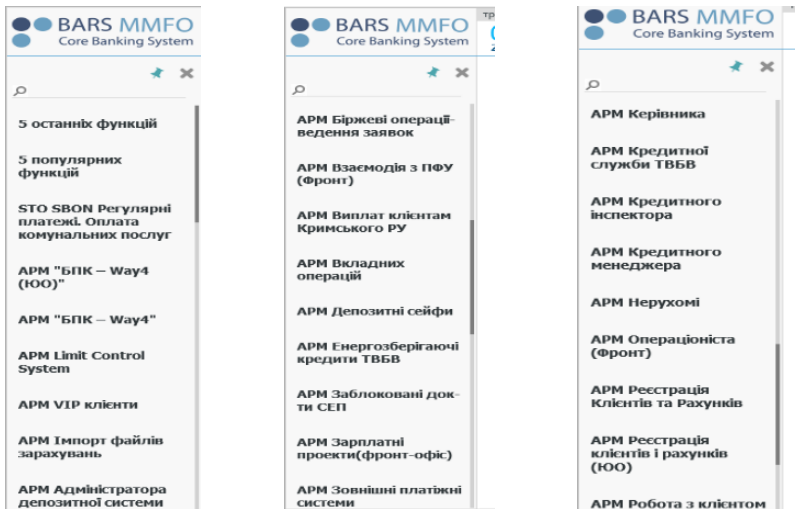 BARS MMFO
Core Banking System
5 останніх функцій
5 популярних
функцій
STO SBON Регулярні
платежі. Оплата
комунальних послуг
АРМ "БПК – Way4
(ЮО)"
АРМ "БПК – Way4"
АРМ Limit Control
System
АРМ VIP клієнти
АРМ Імпорт файлів
зарахувань
АРМ Адміністратора
депозитної системи
BARS MMFO
Core Banking System
АРМ Біржеві операції-
ведення заявок
АРМ Взаємодія з ПФУ
(Фронт)
АРМ Виплат клієнтам
Кримського РУ
АРМ Вкладних
операцій
АРМ Депозитні сейфи
АРМ Енергозберігаючі
кредити ТВБВ
АРМ Заблоковані док-
ти СЕП
АРМ Зарплатні
проекти(фронт-офіс)
АРМ Зовнішні платіжні
системи
BARS MMFO
Core Banking System
АРМ Керівника
АРМ Кредитної
служби ТВБВ
АРМ Кредитного
інспектора
АРМ Кредитного
менеджера
АРМ Нерухомі
АРМ Операціоніста
(Фронт)
АРМ Реєстрація
Клієнтів та Рахунків
АРМ Реєстрація
клієнтів і рахунків
(ЮО)
АРМ Робота з клієнтом